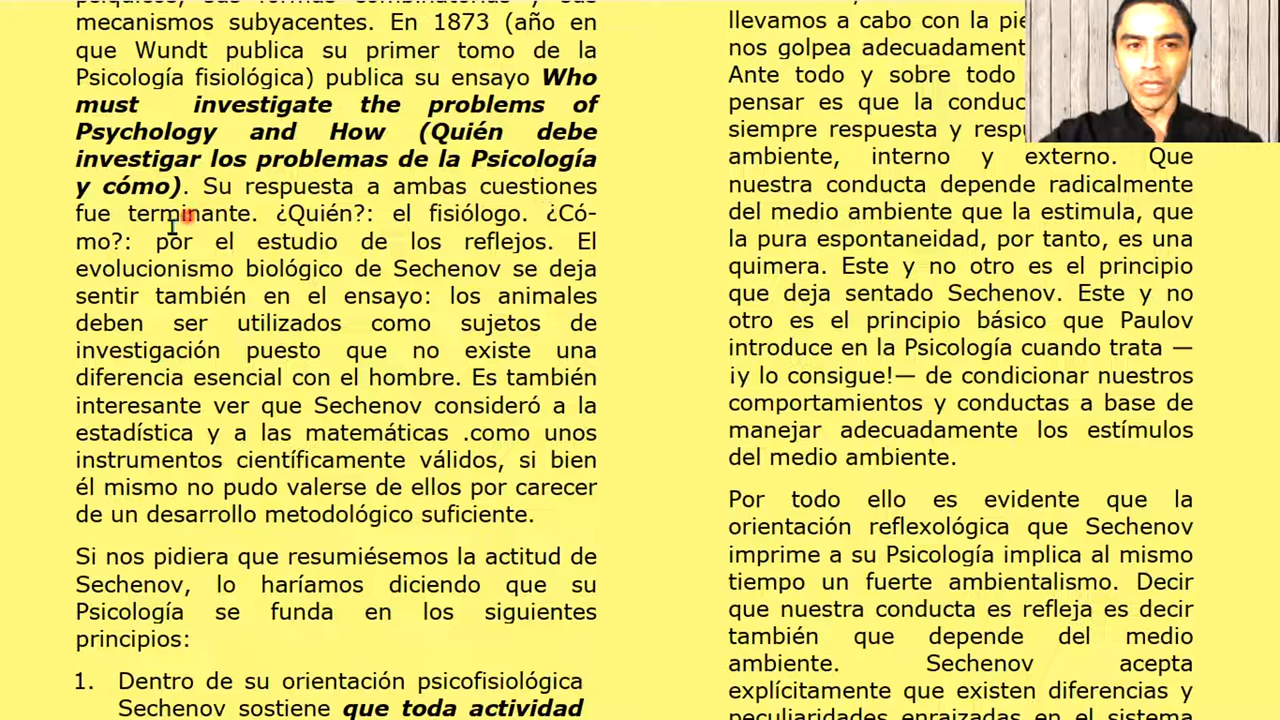 psíquicos, sus formas combinatorias y sus
mecanismos subyacentes. En 1873 (año en
que Wundt publica su primer tomo de la
Psicología fisiológica) publica su ensayo Who
must investigate the problems of
Psychology and How (Quién debe
investigar los problemas de la Psicología
y cómo). Su respuesta a ambas cuestiones
fue terminante. ¿Quién?: el fisiólogo. ¿Có-
mo?: por el estudio de los reflejos. El
evolucionismo biológico de Sechenov se deja
sentir también en el ensayo: los animales
deben ser utilizados como sujetos de
investigación puesto que no existe una
diferencia esencial con el hombre. Es también
interesante ver que Sechenov consideró a la
estadística y a las matemáticas .como unos
instrumentos científicamente válidos, si bien
él mismo no pudo valerse de ellos por carecer
de un desarrollo metodológico suficiente.
Si nos pidiera que resumiésemos la actitud de
Sechenov, lo haríamos diciendo que su
Psicología se funda en los siguientes
principios:
1. Dentro de su orientación psicofisiológica
Sechenov sostiene que toda actividad
llevamos a cabo con la
nos golpea
Ante todo y sobre todo
pensar es que la
siempre respuesta y
ambiente, interno y externo. Que
nuestra conducta depende radicalmente
del medio ambiente que la estimula, que
la pura espontaneidad, por tanto, es una
quimera. Este y no otro es el principio
que deja sentado Sechenov. Este y no
otro es el principio básico que Paulov
introduce en la Psicología cuando trata —
¡y lo consigue!— de condicionar nuestros
comportamientos y conductas a base de
manejar adecuadamente los estímulos
del medio ambiente.
Por todo ello es evidente que la
orientación reflexológica que Sechenov
imprime a su Psicología implica al mismo
tiempo un fuerte ambientalismo. Decir
que nuestra conducta es refleja es decir
también que depende del medio
ambiente. Sechenov acepta
explícitamente que existen diferencias y
peculiaridades enraizadas en el sistema